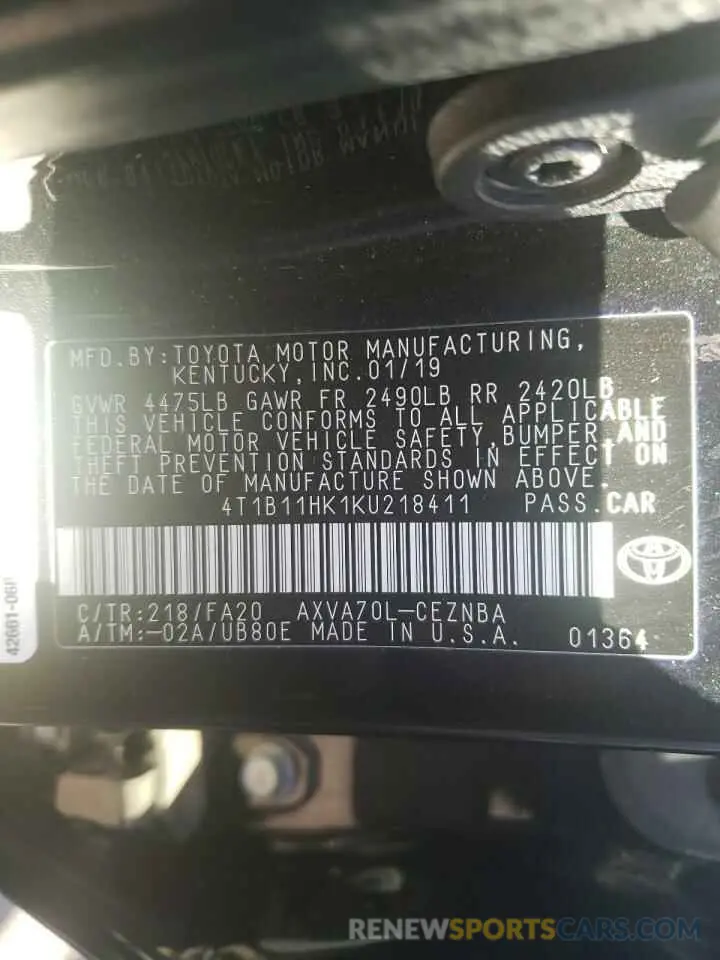 MFD.BY:TOYOTA MOTOR MANUFACTURING,
KENTUCKY,INC.01/19
GVWR 4475LB GAWR FR 2490LB RR 2420LB
THIS VEHICLE CONFORMS TO ALL APPLICABLE
FEDERAL MOTOR VEHICLE SAFETY,BUMPER,AND
THEFT PREVENTION STANDARDS IN EFFECT ON
THE DATE OF MANUFACTURE SHOWN ABOVE.
4T1B11HK1KU218411 PASS.CAR
C/TR:218/FA20 AXVA70L-CEZNBA
A/TM:-02A/UB80E MADE IN U.S.A. 01364
RENEWSPORTSCARS.COM